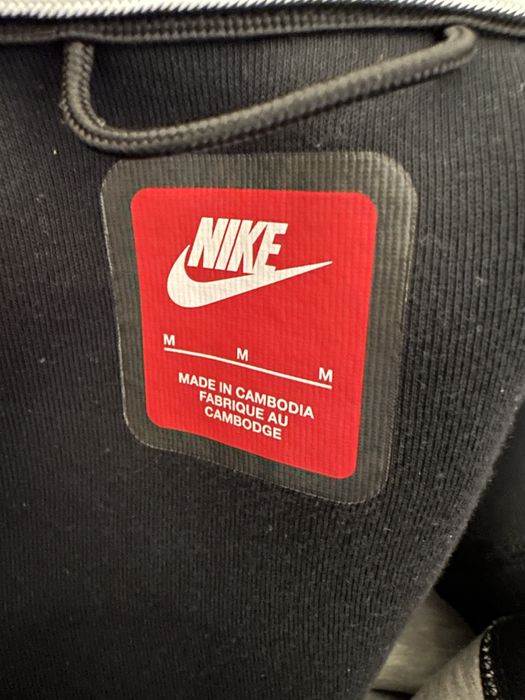 NIKE
M M M
MADE IN CAMBODIA
FABRIQUE AU
CAMBODGE